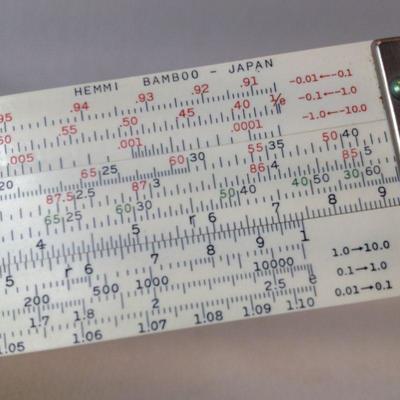 HEMMI BAMBOO - JAPAN
95 .94 .93 .92 .91 -0.01←-0.1
50 .55 .50 45 40 1/e -0.1←-1.0
.005 .001 .0001 -1.0←-10.0
20 65 25 60 30 55 35 50 40
87.5 2.5 87 3 86 4 85 5
65 25 60 30 50 40 40 50 30 60
4 5 r 6 7 8 9
5 r 6 7 8 9 1 1.0→10.0
200 500 1000 10000 0.1→1.0
1.7 1.8 2 2.5 e 0.01→0.1
1.05 1.06 1.07 1.08 1.09 1.10